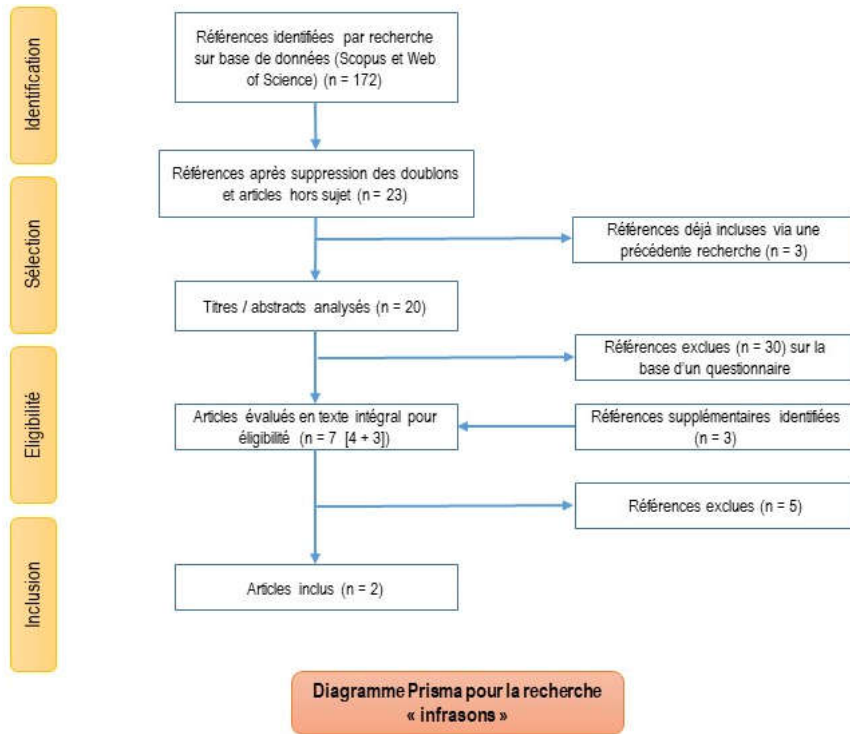 Identification
Références identifiées par recherche
sur base de données (Scopus et Web
of Science) (n = 172)
Références après suppression des doublons
et articles hors sujet (n = 23)
Sélection
Références déjà incluses via une
précédente recherche (n = 3)
Titres / abstracts analysés (n = 20)
Références exclues (n = 30) sur la
base d'un questionnaire
Eligibilité
Articles évalués en texte intégral pour
éligibilité (n = 7 [4 + 3])
Références supplémentaires identifiées
(n = 3)
Références exclues (n = 5)
Inclusion
Articles inclus (n = 2)
Diagramme Prisma pour la recherche
« infrasons »